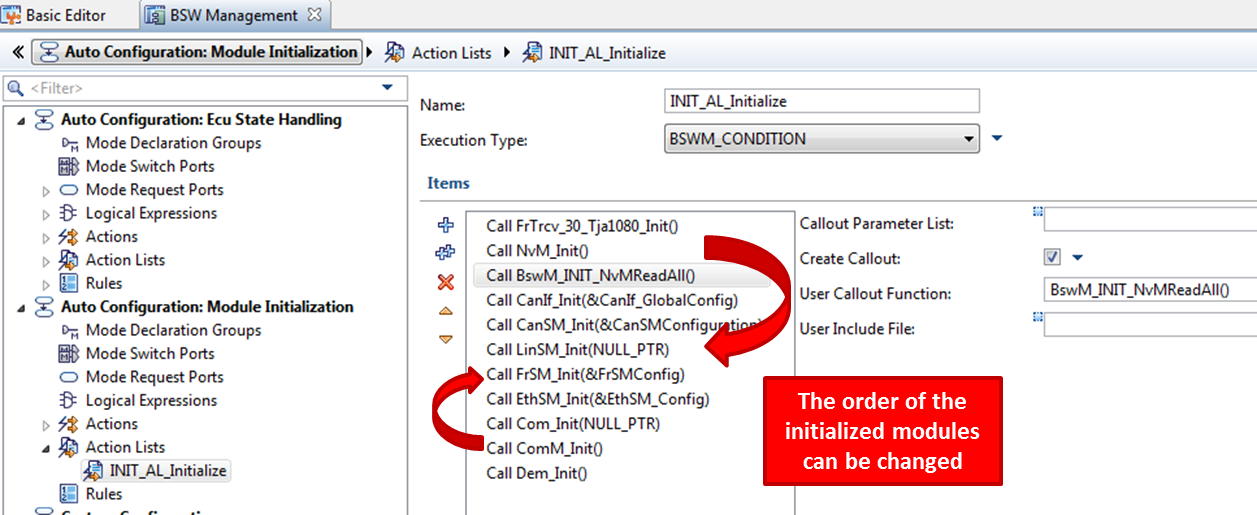 Basic Editor
BSW Management
Auto Configuration: Module Initialization
Action Lists
INIT_AL_Initialize
<Filter>
Auto Configuration: Ecu State Handling
Mode Declaration Groups
Mode Switch Ports
Mode Request Ports
Logical Expressions
Actions
Action Lists
Rules
Auto Configuration: Module Initialization
Mode Declaration Groups
Mode Switch Ports
Mode Request Ports
Logical Expressions
Actions
Action Lists
INIT_AL_Initialize
Rules
Name:
INIT_AL_Initialize
Execution Type:
BSWM_CONDITION
Items
Call FrTrcv_30_Tja1080_Init()
Call NvM_Init()
Call BswM_INIT_NvMReadAll()
Call CanIf_Init(&CanIf_GlobalConfig)
Call CanSM_Init(&CanSMConfiguration)
Call LinSM_Init(NULL_PTR)
Call FrSM_Init(&FrSMConfig)
Call EthSM_Init(&EthSM_Config)
Call Com_Init(NULL_PTR)
Call ComM_Init()
Call Dem_Init()
Callout Parameter List:
Create Callout:
User Callout Function:
BswM_INIT_NvMReadAll()
User Include File:
The order of the
initialized modules
can be changed